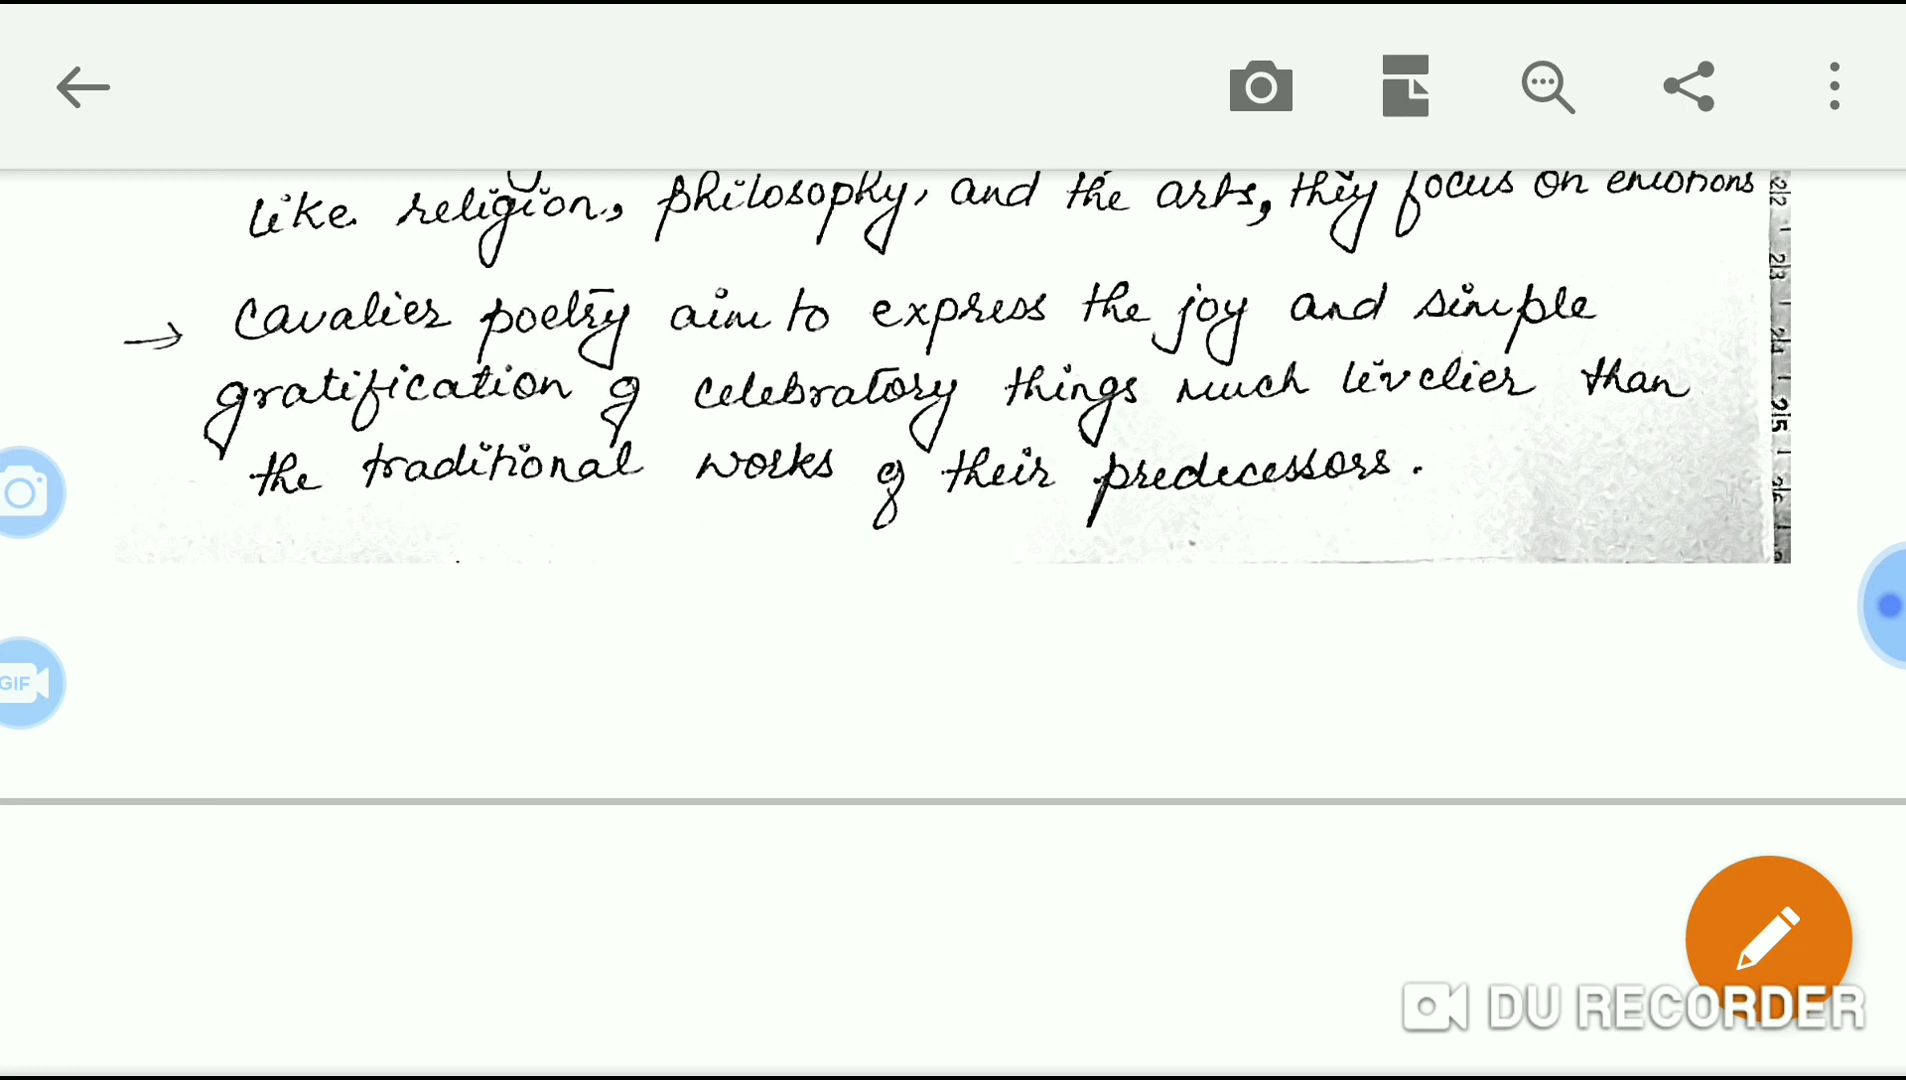 like religion, philosophy, and the arts, they focus on emotions
→ Cavalier poetry aim to express the joy and simple
gratification of celebratory things much levelier than
the traditional works of their predecessors.
GIF
DU RECORDER